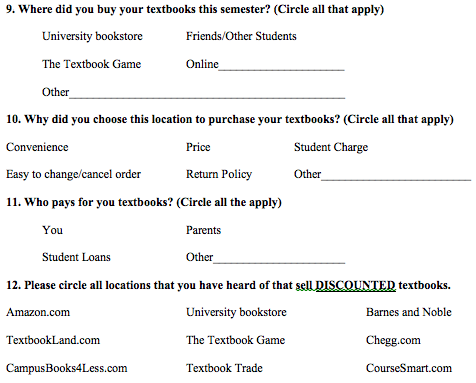 9. Where did you buy your textbooks this semester? (Circle all that apply)
University bookstore Friends/Other Students
The Textbook Game Online_______________________
Other__________________________________________________
10. Why did you choose this location to purchase your textbooks? (Circle all that apply)
Convenience Price Student Charge
Easy to change/cancel order Return Policy Other___________________________
11. Who pays for you textbooks? (Circle all the apply)
You Parents
Student Loans Other________________________
12. Please circle all locations that you have heard of that sell DISCOUNTED textbooks.
Amazon.com University bookstore Barnes and Noble
TextbookLand.com The Textbook Game Chegg.com
CampusBooks4Less.com Textbook Trade CourseSmart.com